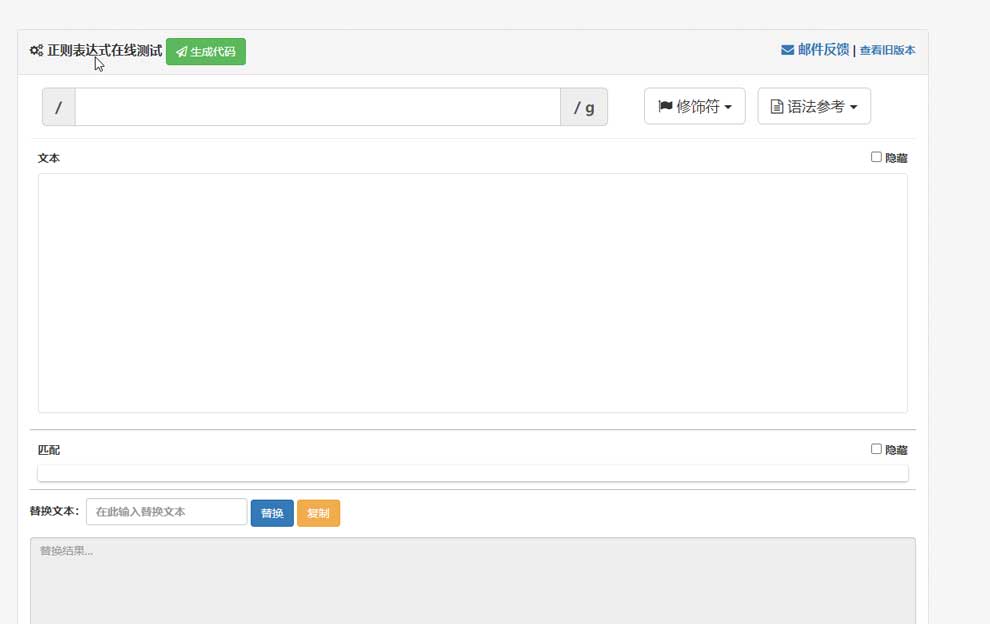 正则表达式在线测试 生成代码 邮件反馈 | 查看旧版本
/ / g 修饰符 语法参考
文本 隐藏
匹配 隐藏
替换文本： 在此输入替换文本 替换 复制
替换结果...